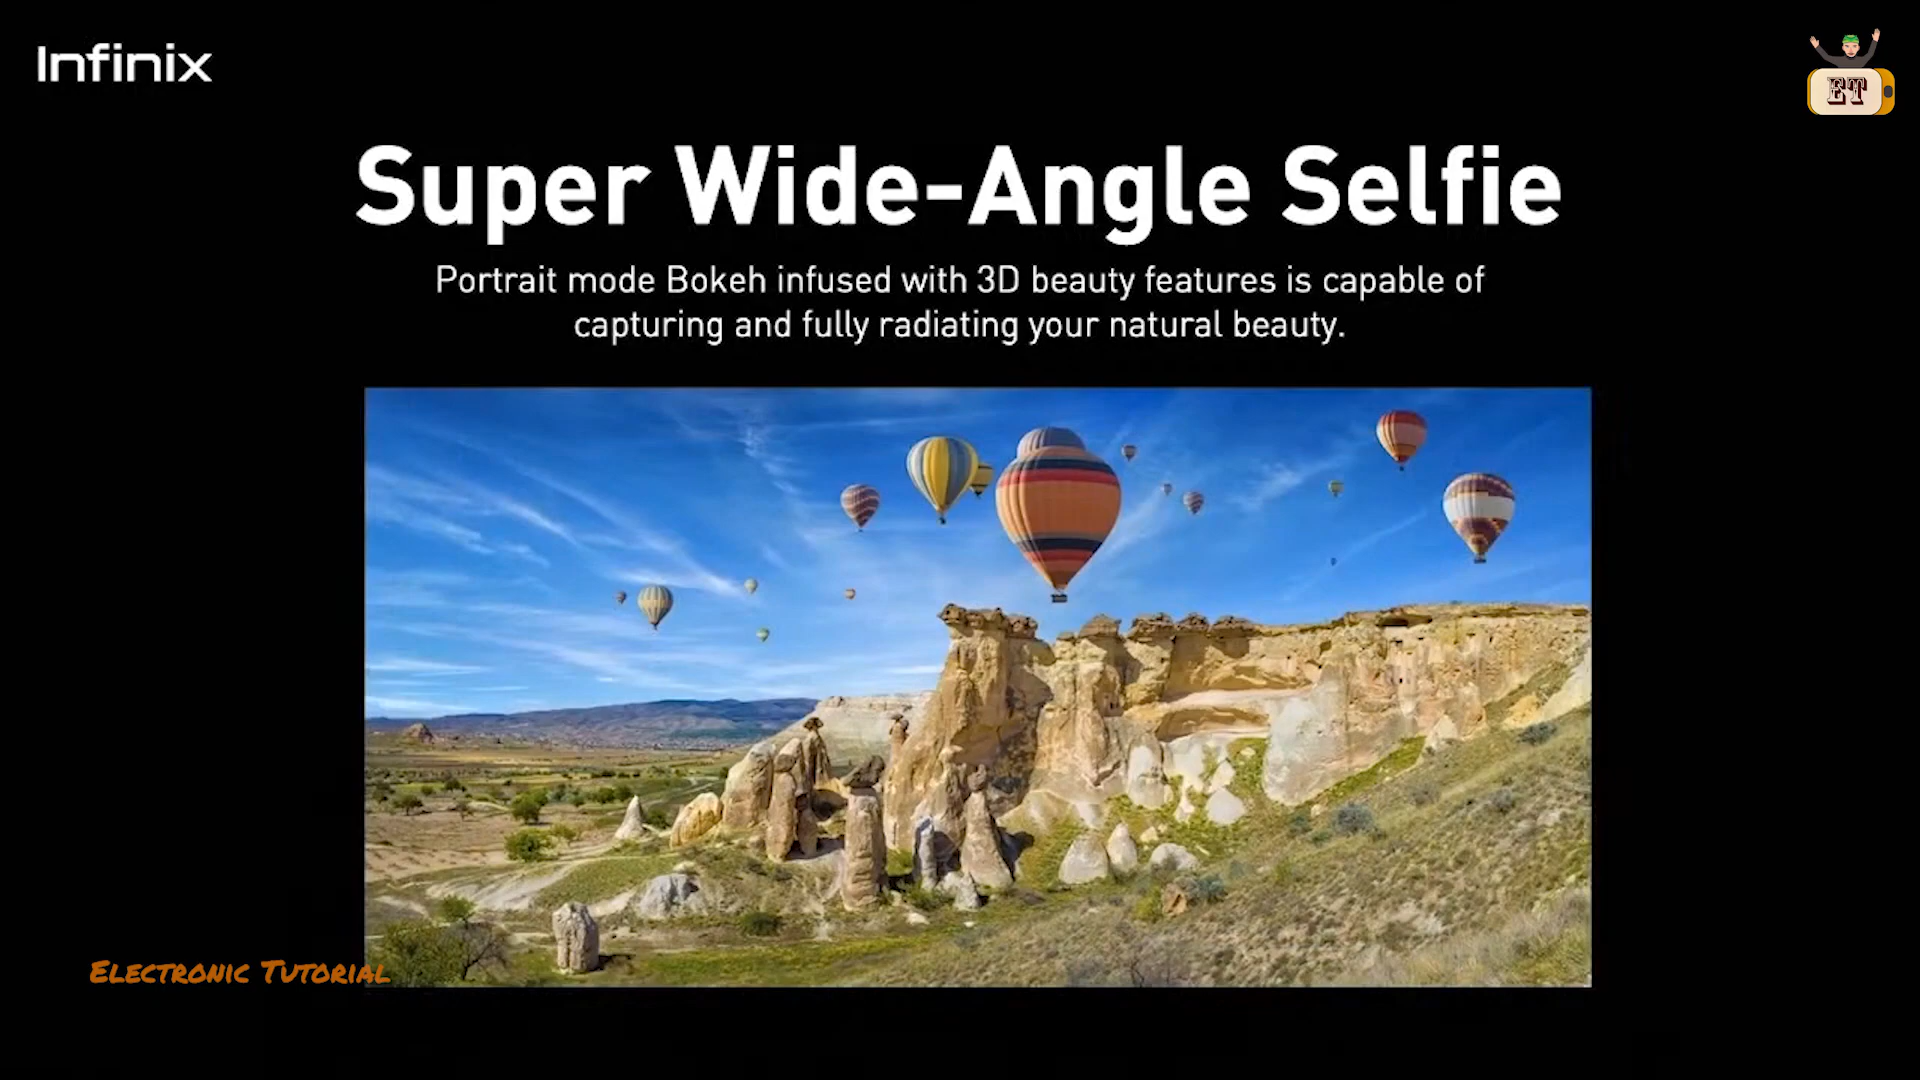 Infinix
ET
Super Wide-Angle Selfie
Portrait mode Bokeh infused with 3D beauty features is capable of
capturing and fully radiating your natural beauty.
Electronic Tutorial